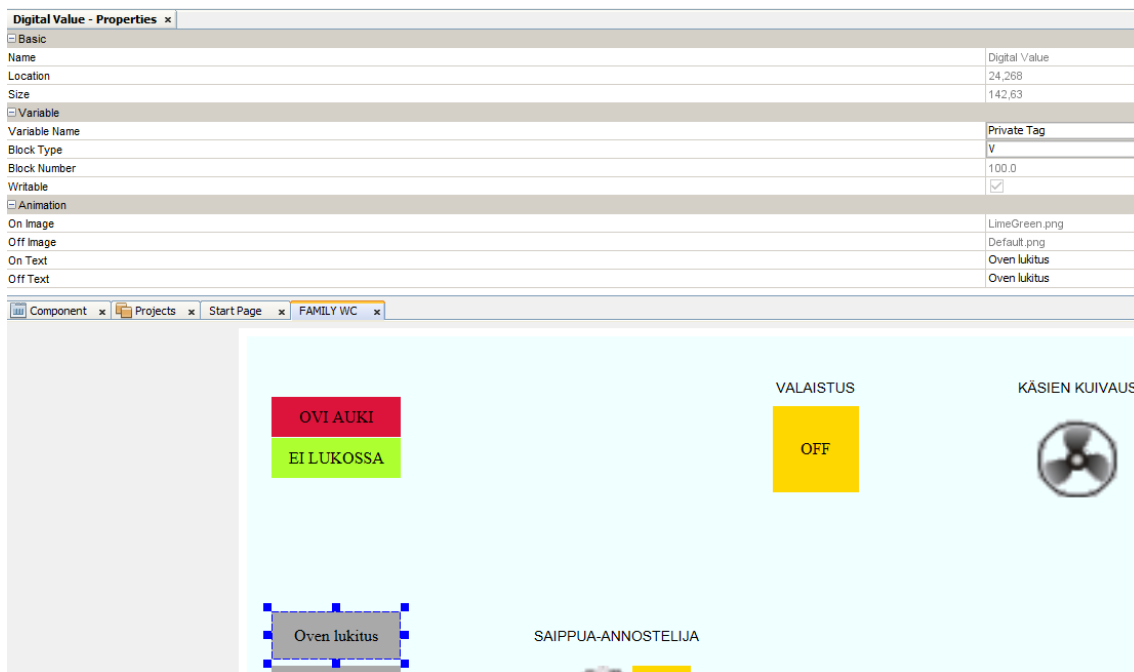 Digital Value - Properties x
Basic
Name Digital Value
Location 24,268
Size 142,63
Variable
Variable Name Private Tag
Block Type V
Block Number 100.0
Writable
Animation
On Image LimeGreen.png
Off Image Default.png
On Text Oven lukitus
Off Text Oven lukitus
Component x Projects x Start Page x FAMILY WC x
VALAISTUS KÄSIEN KUIVAUS
OVI AUKI
OFF
EI LUKOSSA
Oven lukitus SAIPPUA-ANNOSTELIJA